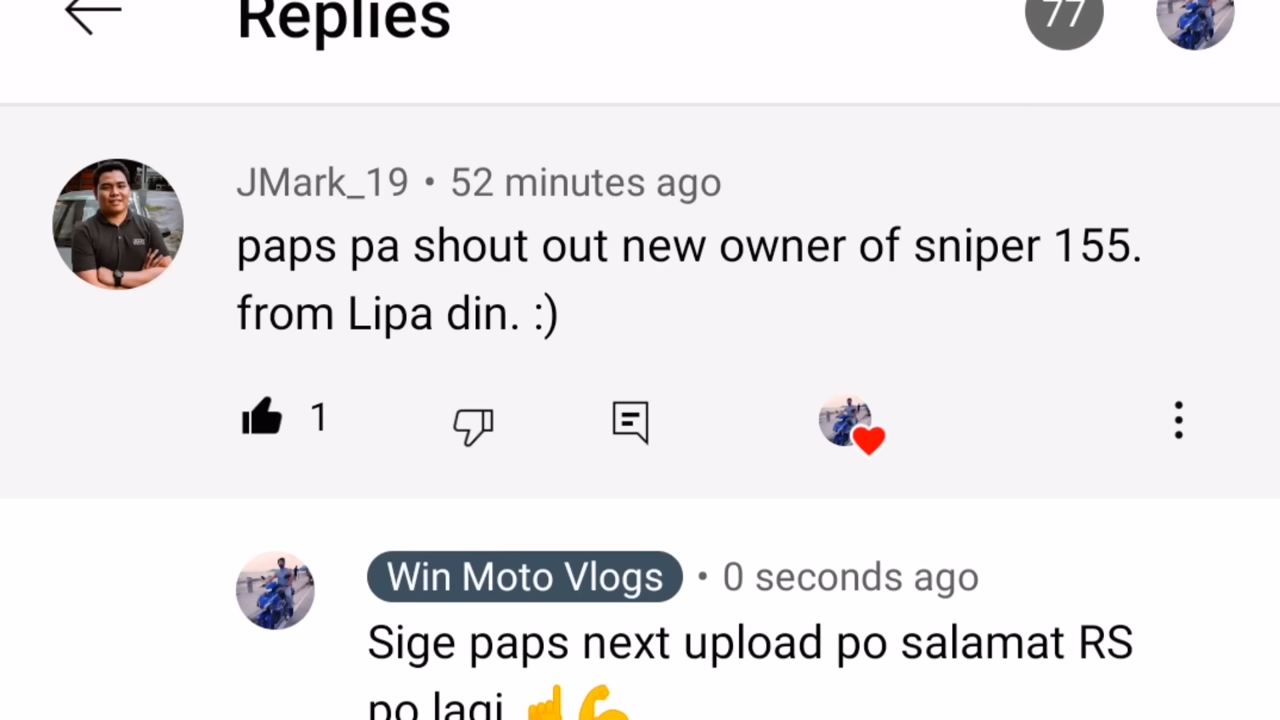 Replies
77
JMark_19 • 52 minutes ago
paps pa shout out new owner of sniper 155.
from Lipa din. :)
1
Win Moto Vlogs • 0 seconds ago
Sige paps next upload po salamat RS
po lagi ☝️💪